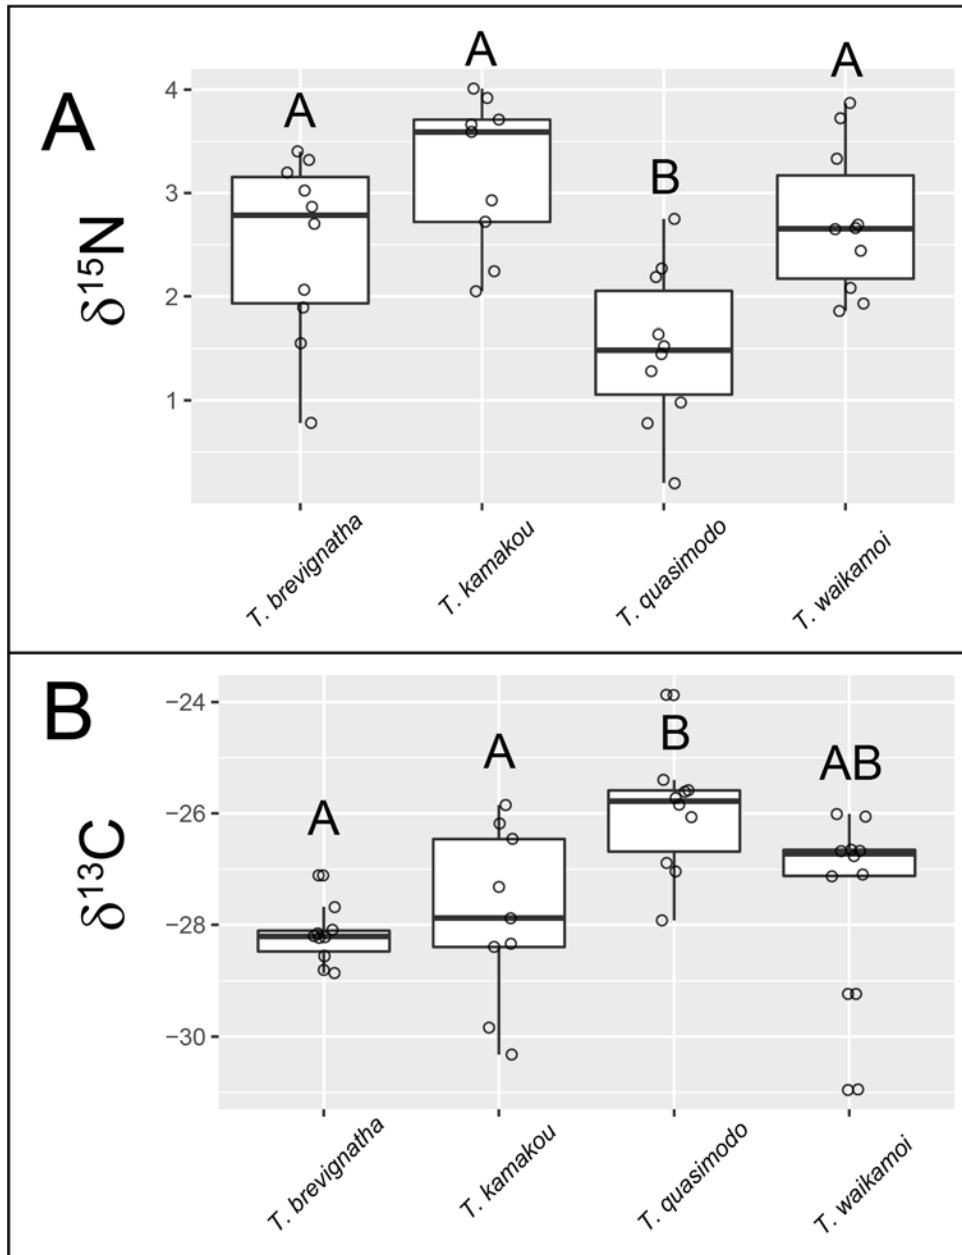 A
A
A
A
B
4
3
2
1
δ15N
T. brevignatha
T. kamakou
T. quasimodo
T. waikamoi
B
A
A
B
AB
−24
−26
−28
−30
δ13C
T. brevignatha
T. kamakou
T. quasimodo
T. waikamoi